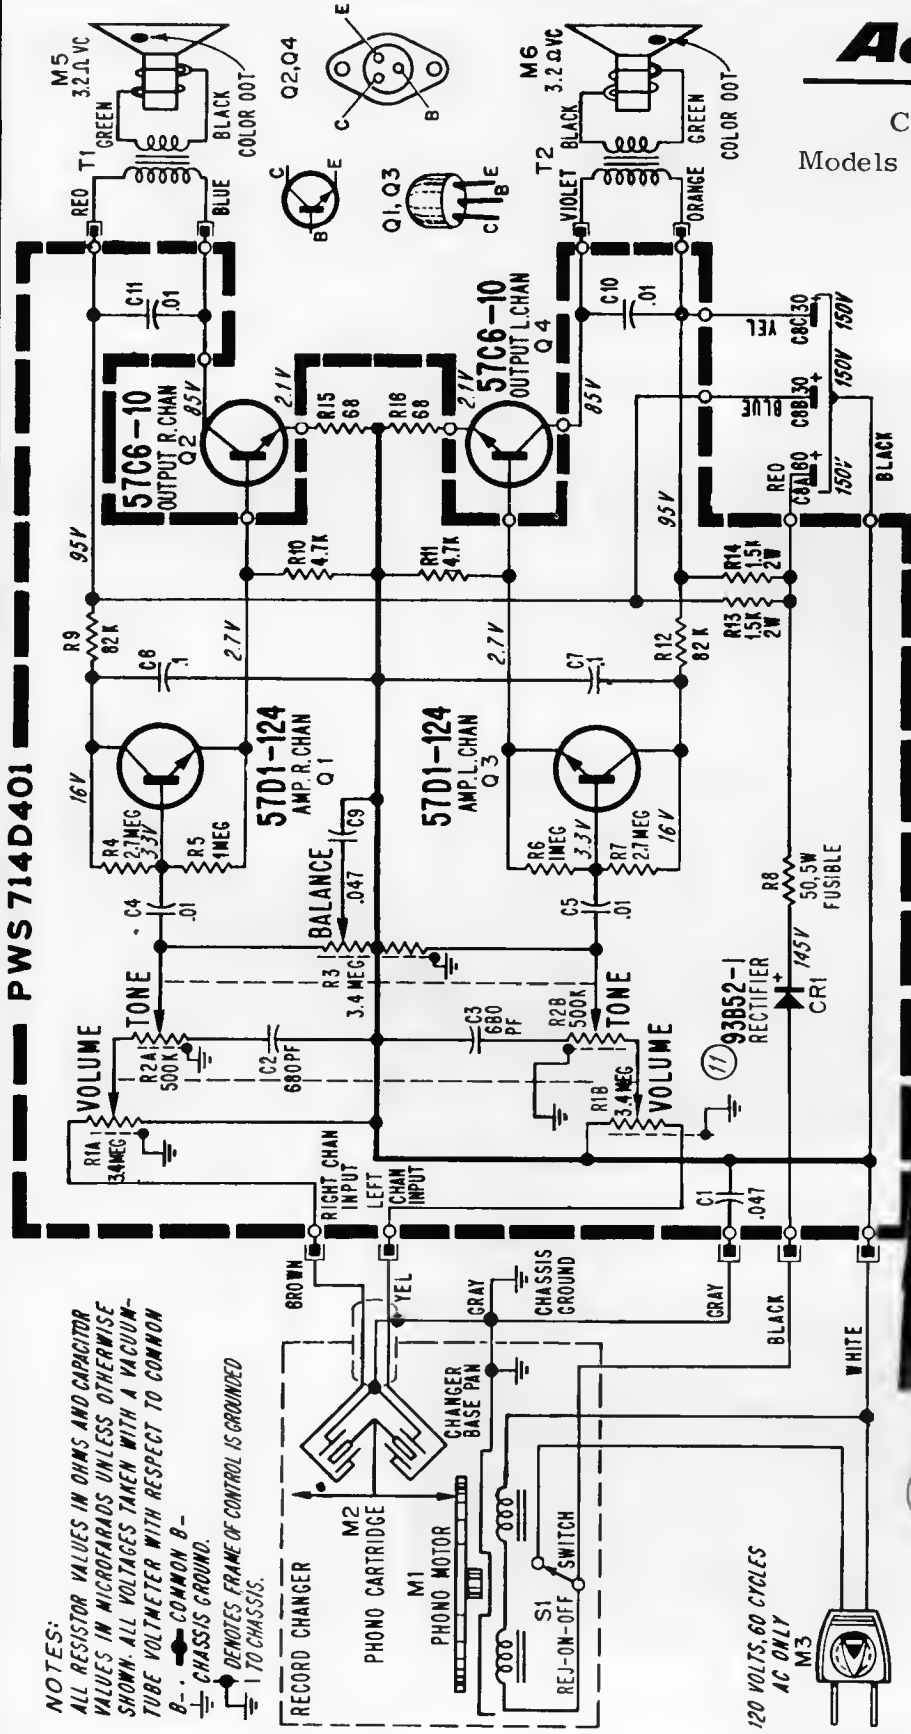 PWS 714D401
NOTES:
ALL RESISTOR VALUES IN OHMS AND CAPACITOR
VALUES IN MICROFARADS UNLESS OTHERWISE
SHOWN. ALL VOLTAGES TAKEN WITH A VACUUM-
TUBE VOLTMETER WITH RESPECT TO COMMON
B-. COMMON B-
CHASSIS GROUND.
DENOTES FRAME OF CONTROL IS GROUNDED
TO CHASSIS.
RECORD CHANGER
M2
PHONO CARTRIDGE
M1
PHONO MOTOR
CHANGER
BASE PAN
S1
REJ-ON-OFF SWITCH
120 VOLTS, 60 CYCLES
AC ONLY
M3
BROWN
YEL
GRAY
CHASSIS
GROUND
GRAY
BLACK
WHITE
RIGHT CHAN
INPUT
LEFT
CHAN
INPUT
C1
.047
VOLUME
R1A
3.4MEG
TONE
R2A
500K
C2
680PF
C3
680
PF
R2B
500K
TONE
R1B
3.4 MEG
VOLUME
11
93B52-1
RECTIFIER
+
CR1
145V
R8
50,5W
FUSIBLE
R3
3.4 MEG
BALANCE
.047
C9
C4
.01
C5
.01
R4
2.7MEG
3.3V
R5
1MEG
16V
57D1-124
AMP. R. CHAN
Q1
57D1-124
AMP. L. CHAN
Q3
R6
1MEG
3.3V
R7
2.7MEG
16V
C6
.1
C7
.1
R9
82K
2.7V
2.7V
R12
82K
95V
95V
R10
4.7K
R11
4.7K
R13
1.5K
2W
R14
1.5K
2W
57C6-10
OUTPUT R. CHAN
Q2
85V
2.1V
R15
68
R16
68
2.1V
57C6-10
OUTPUT L. CHAN
Q4
85V
C11
.01
C10
.01
RED
C8A 80
+
150V
BLUE
C8B 30
+
150V
YEL
C8C 30
+
150V
BLACK
RED
BLUE
T1
GREEN
BLACK
COLOR DOT
M5
3.2 Ω VC
C
B
E
Q1, Q3
C
B
E
Q2, Q4
E
C
B
VIOLET
ORANGE
T2
BLACK
GREEN
COLOR DOT
M6
3.2 Ω VC
C
Models